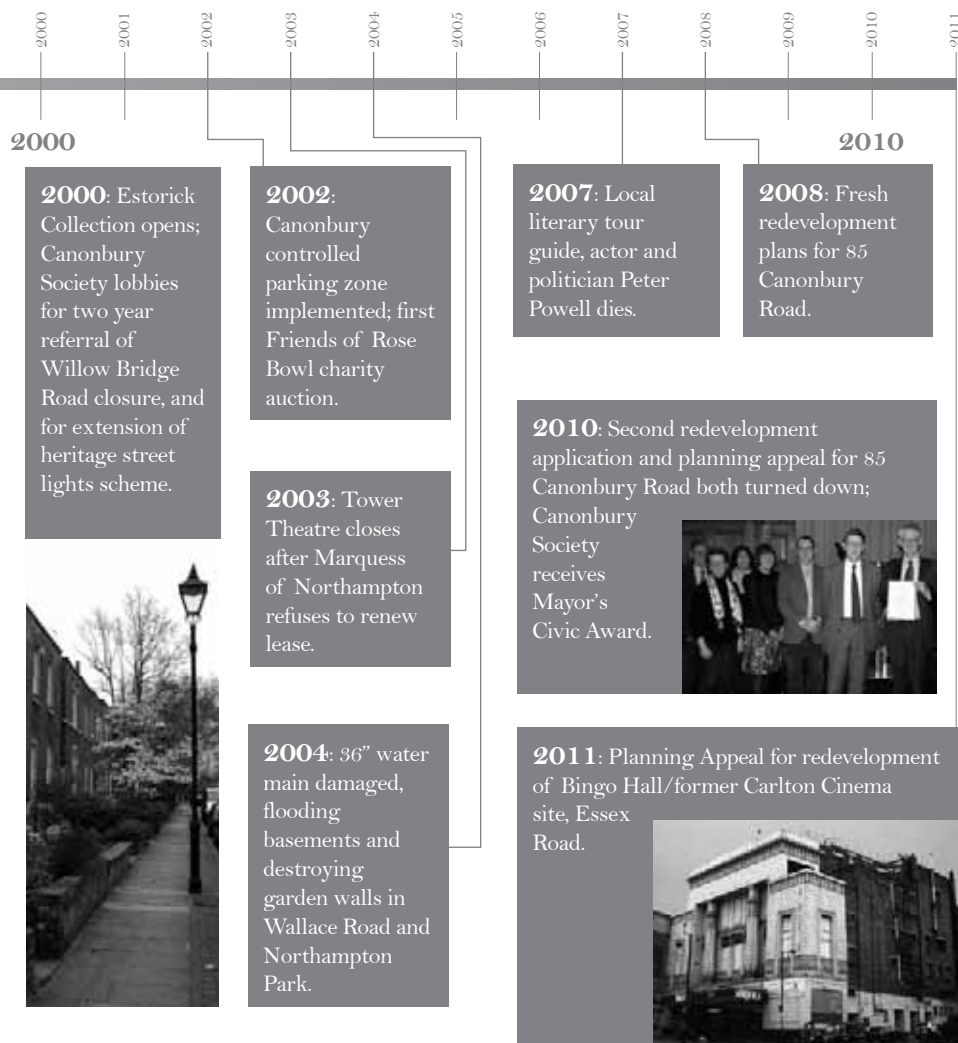 2000
2001
2002
2003
2004
2005
2006
2007
2008
2009
2010
2011
2000
2010
2000: Estorick
Collection opens;
Canonbury
Society lobbies
for two year
referral of
Willow Bridge
Road closure, and
for extension of
heritage street
lights scheme.
2002:
Canonbury
controlled
parking zone
implemented; first
Friends of Rose
Bowl charity
auction.
2003: Tower
Theatre closes
after Marquess
of Northampton
refuses to renew
lease.
2004: 36” water
main damaged,
flooding
basements and
destroying
garden walls in
Wallace Road and
Northampton
Park.
2007: Local
literary tour
guide, actor and
politician Peter
Powell dies.
2008: Fresh
redevelopment
plans for 85
Canonbury
Road.
2010: Second redevelopment
application and planning appeal for 85
Canonbury Road both turned down;
Canonbury
Society
receives
Mayor’s
Civic Award.
2011: Planning Appeal for redevelopment
of Bingo Hall/former Carlton Cinema
site, Essex
Road.